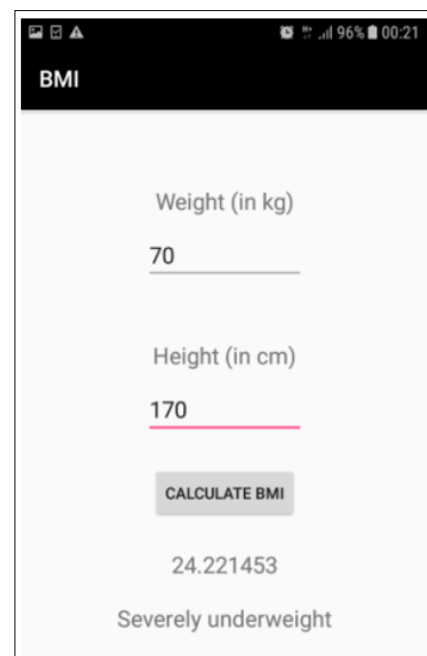 96% 00:21
BMI
Weight (in kg)
70
Height (in cm)
170
CALCULATE BMI
24.221453
Severely underweight